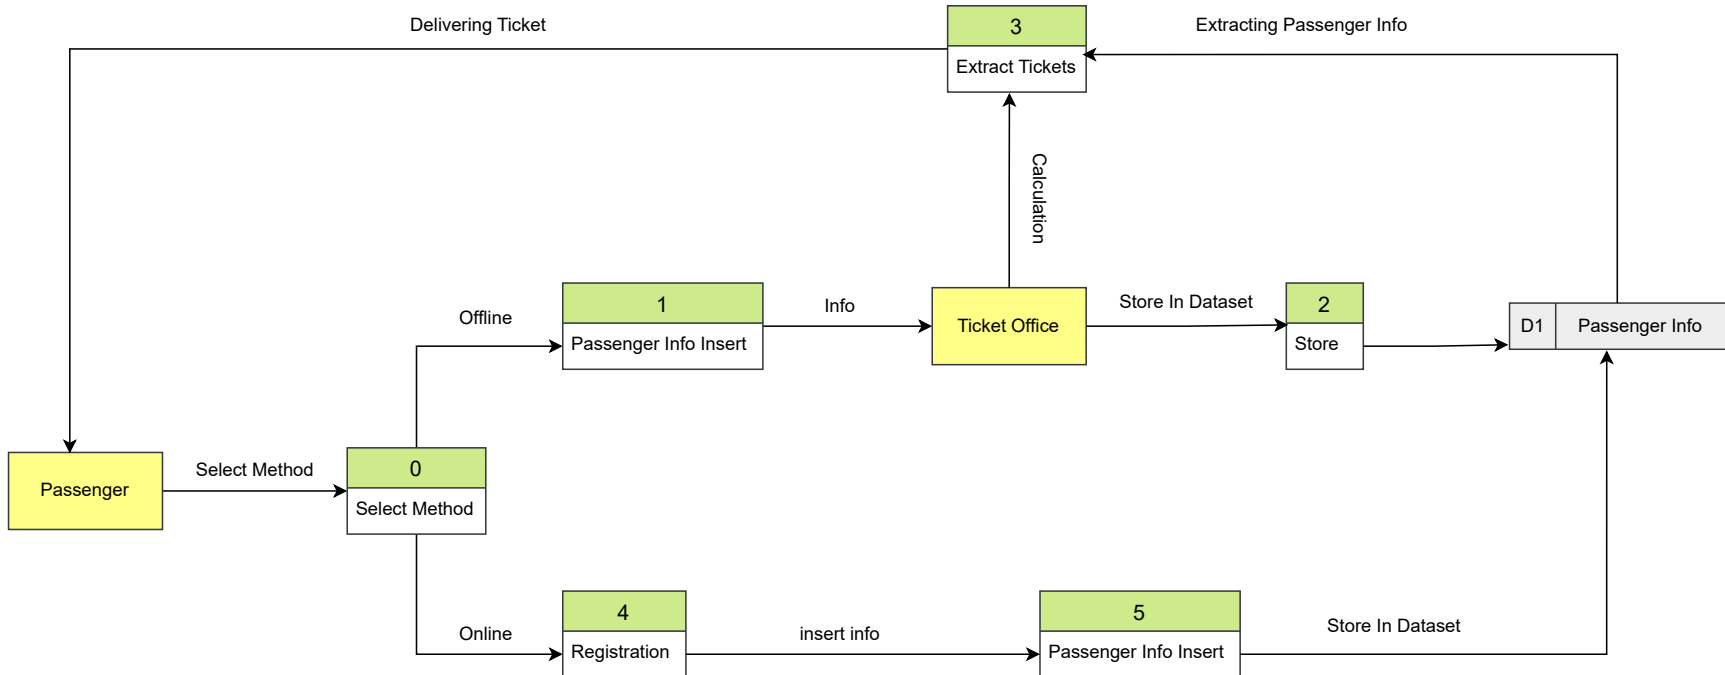 Delivering Ticket
3
Extracting Passenger Info
Extract Tickets
Calculation
Offline
1
Passenger Info Insert
Info
Ticket Office
Store In Dataset
2
Store
D1
Passenger Info
Passenger
Select Method
0
Select Method
Online
4
Registration
insert info
5
Passenger Info Insert
Store In Dataset